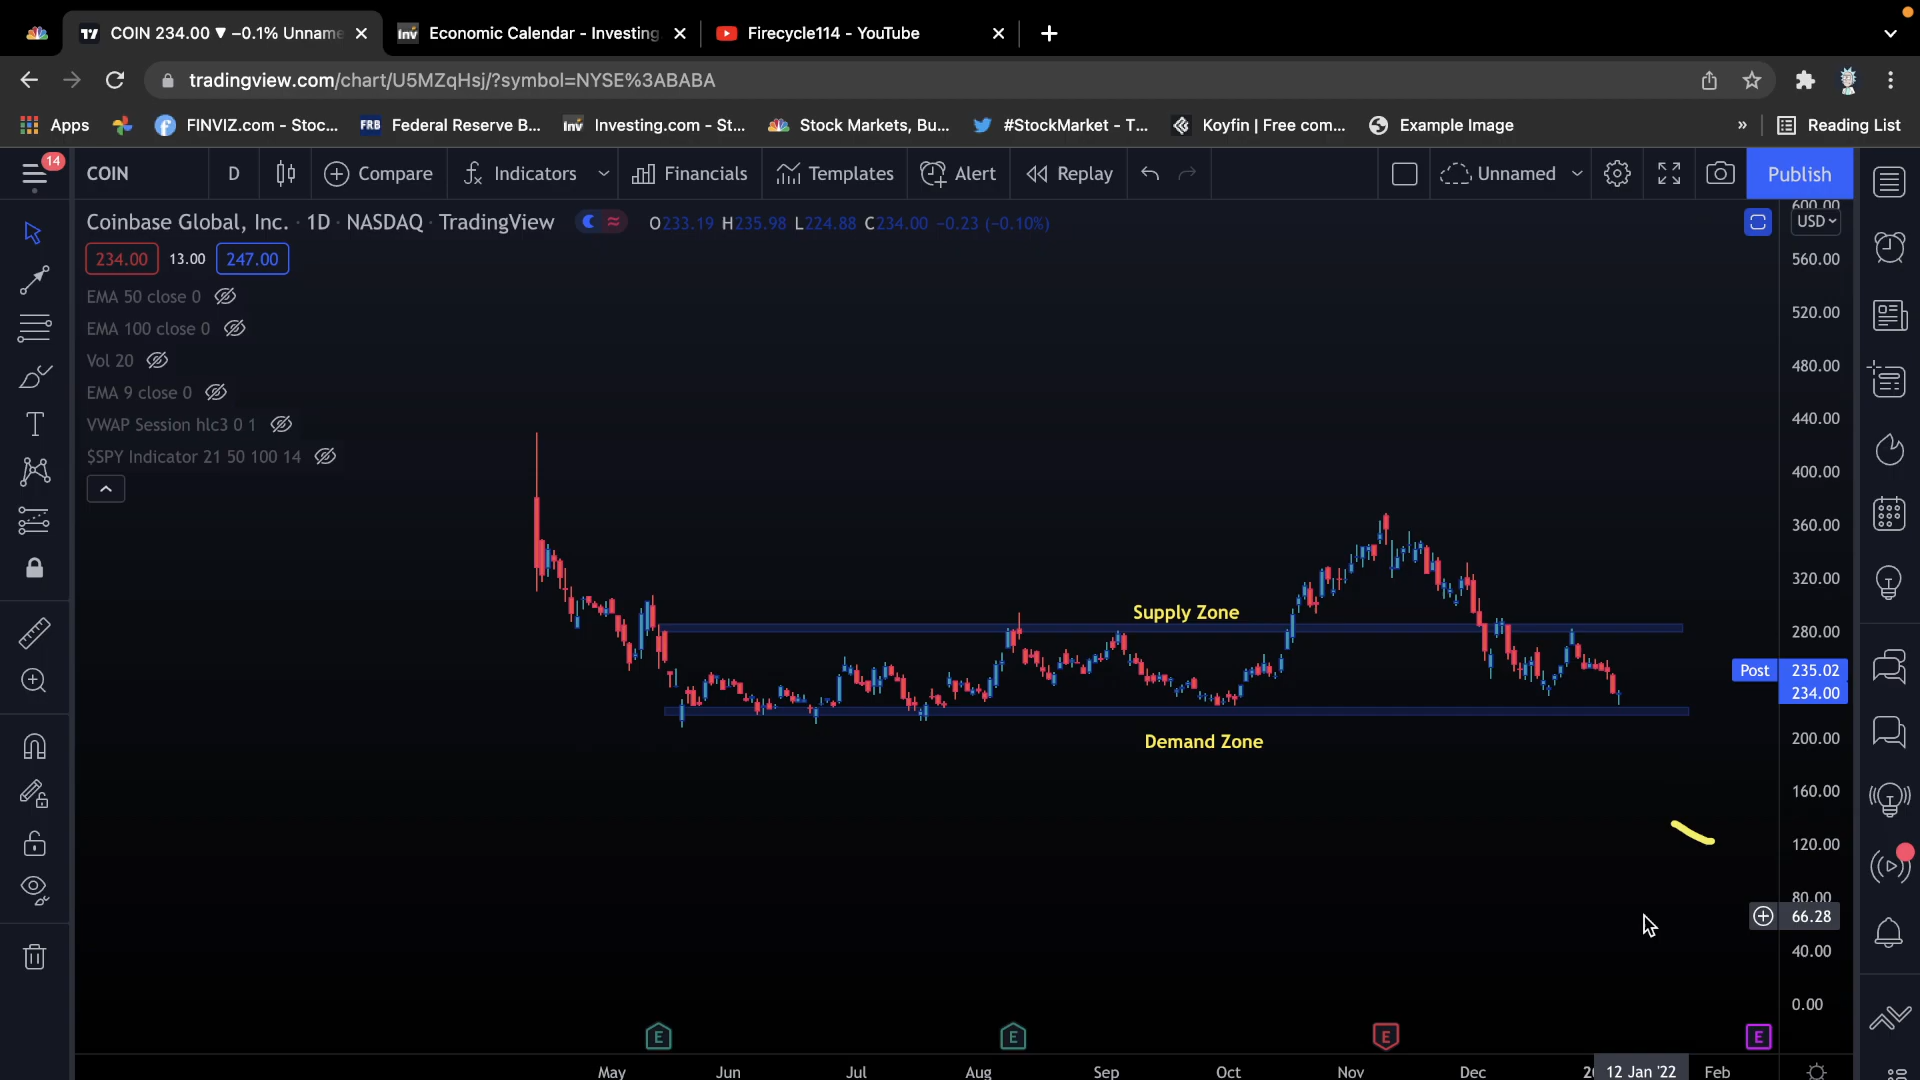 COIN 234.00 ▼ −0.1% Unname
Economic Calendar - Investing
Firecycle114 - YouTube
tradingview.com/chart/U5MZqHsj/?symbol=NYSE%3ABABA
Apps
FINVIZ.com - Stoc...
FRB Federal Reserve B...
Inv Investing.com - St...
Stock Markets, Bu...
#StockMarket - T...
Koyfin | Free com...
Example Image
»
Reading List
14
COIN
D
Compare
Indicators
Financials
Templates
Alert
Replay
Unnamed
Publish
Coinbase Global, Inc. · 1D · NASDAQ · TradingView
O233.19 H235.98 L224.88 C234.00 −0.23 (−0.10%)
600.00
USD
234.00 13.00 247.00
EMA 50 close 0
EMA 100 close 0
Vol 20
EMA 9 close 0
VWAP Session hlc3 0 1
$SPY Indicator 21 50 100 14
560.00
520.00
480.00
440.00
400.00
360.00
320.00
Supply Zone
280.00
Post 235.02
234.00
Demand Zone
200.00
160.00
120.00
80.00
66.28
40.00
0.00
E E E E
May Jun Jul Aug Sep Oct Nov Dec 12 Jan '22 Feb